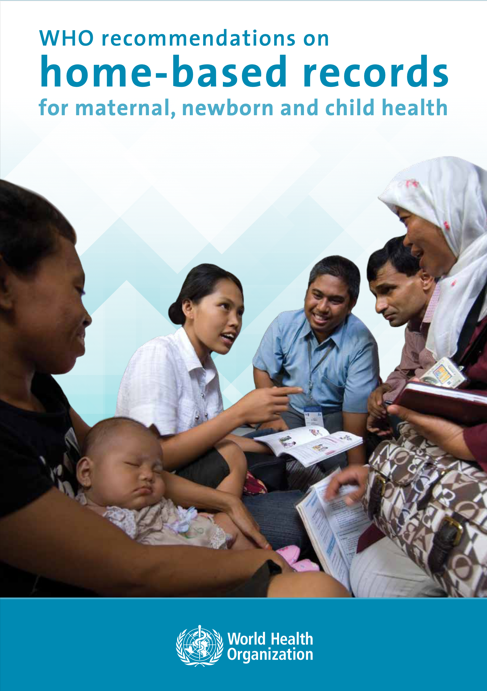 WHO recommendations on
home-based records
for maternal, newborn and child health
World Health
Organization